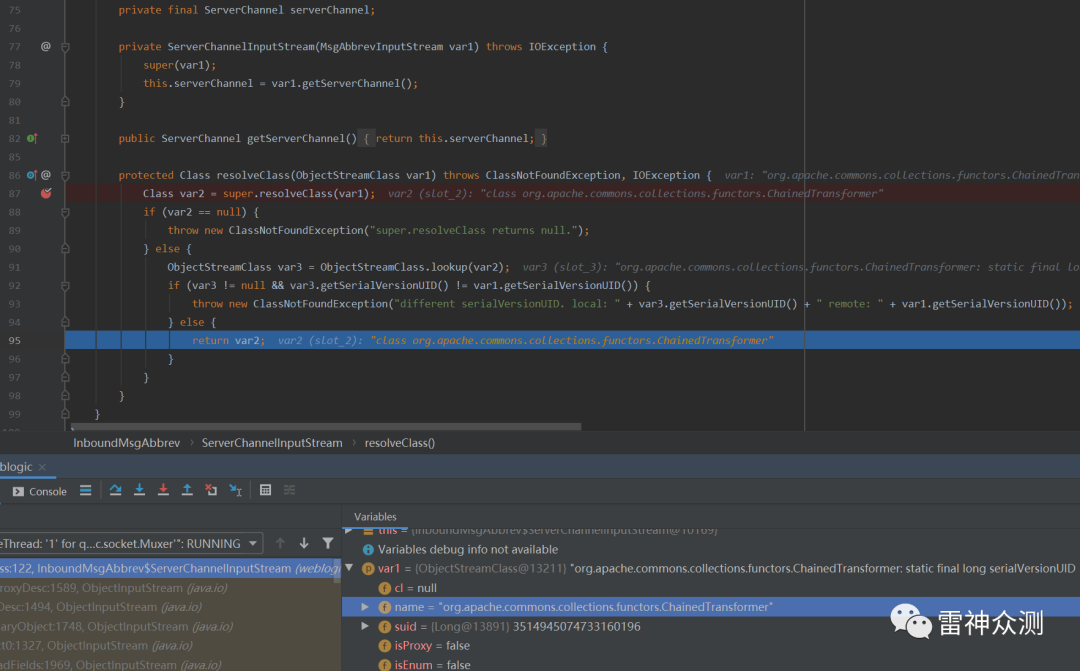 75 private final ServerChannel serverChannel;
76
77 @ private ServerChannelInputStream(MsgAbbrevInputStream var1) throws IOException {
78 super(var1);
79 this.serverChannel = var1.getServerChannel();
80 }
81
82 public ServerChannel getServerChannel() { return this.serverChannel; }
85
86 @ protected Class resolveClass(ObjectStreamClass var1) throws ClassNotFoundException, IOException { var1: "org.apache.commons.collections.functors.ChainedTran
87 Class var2 = super.resolveClass(var1); var2 (slot_2): "class org.apache.commons.collections.functors.ChainedTransformer"
88 if (var2 == null) {
89 throw new ClassNotFoundException("super.resolveClass returns null.");
90 } else {
91 ObjectStreamClass var3 = ObjectStreamClass.lookup(var2); var3 (slot_3): "org.apache.commons.collections.functors.ChainedTransformer: static final lo
92 if (var3 != null && var3.getSerialVersionUID() != var1.getSerialVersionUID()) {
93 throw new ClassNotFoundException("different serialVersionUID. local: " + var3.getSerialVersionUID() + " remote: " + var1.getSerialVersionUID());
94 } else {
95 return var2; var2 (slot_2): "class org.apache.commons.collections.functors.ChainedTransformer"
96 }
97 }
98 }
99 }
InboundMsgAbbrev › ServerChannelInputStream › resolveClass()
blogic ×
Console
Variables
this = {InboundMsgAbbrev$ServerChannelInputStream@10169}
eThread: '1' for q...c.socket.Muxer'": RUNNING
Variables debug info not available
ss:122, InboundMsgAbbrev$ServerChannelInputStream (weblogi
var1 = {ObjectStreamClass@13211} "org.apache.commons.collections.functors.ChainedTransformer: static final long serialVersionUID
roxyDesc:1589, ObjectInputStream (java.io)
cl = null
Desc:1494, ObjectInputStream (java.io)
name = "org.apache.commons.collections.functors.ChainedTransformer"
aryObject:1748, ObjectInputStream (java.io)
suid = {Long@13891} 3514945074733160196
ct0:1327, ObjectInputStream (java.io)
isProxy = false
adFields:1969, ObjectInputStream (java.io)
isEnum = false
雷神众测